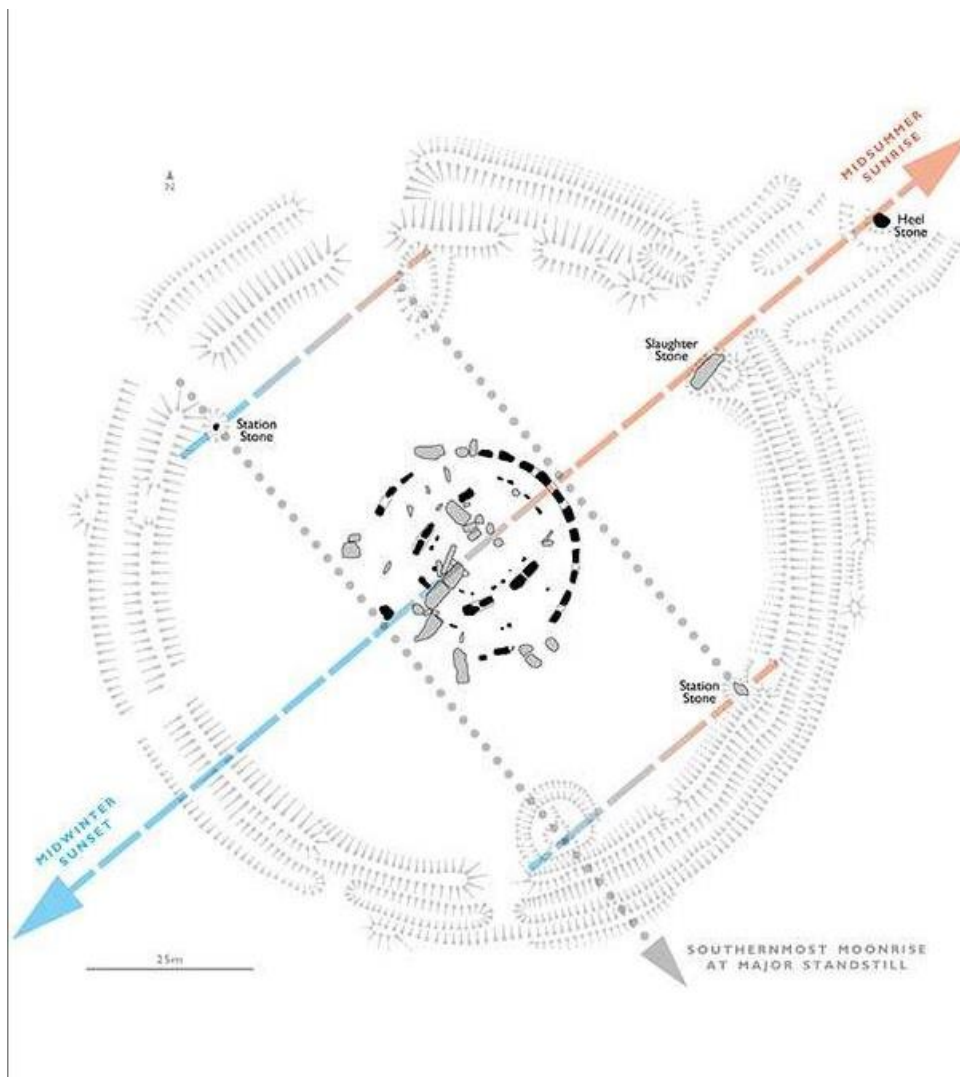 MIDSUMMER
SUNRISE
N
Heel
Stone
Slaughter
Stone
Station
Stone
Station
Stone
MIDWINTER
SUNSET
SOUTHERNMOST MOONRISE
AT MAJOR STANDSTILL
25m